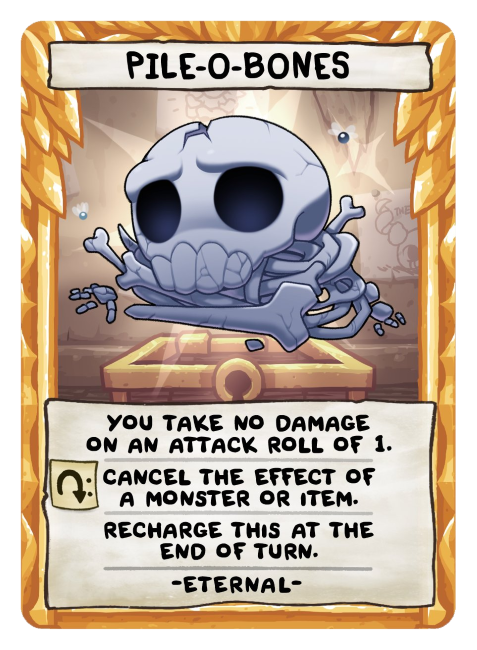 PILE-O-BONES
THE
YOU TAKE NO DAMAGE
ON AN ATTACK ROLL OF 1.
CANCEL THE EFFECT OF
A MONSTER OR ITEM.
RECHARGE THIS AT THE
END OF TURN.
-ETERNAL-